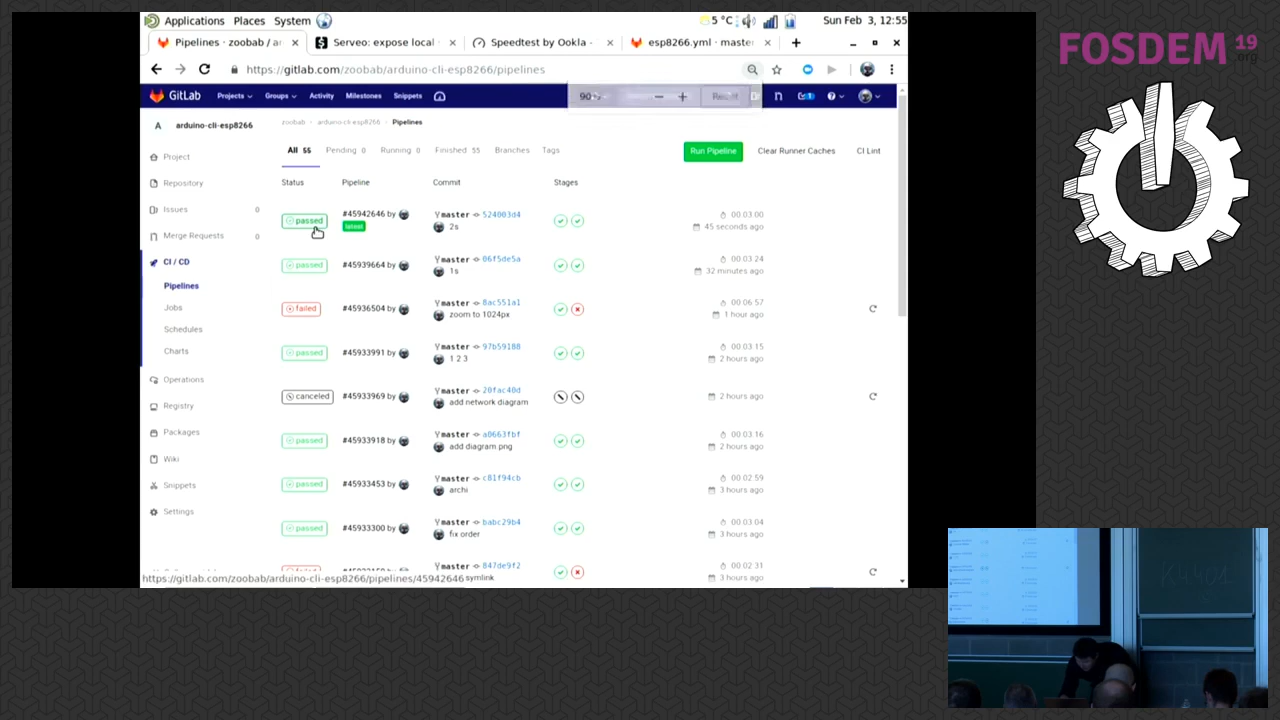 Applications Places System 5 °C Sun Feb 3, 12:55
Pipelines · zoobab / ar Serveo: expose local Speedtest by Ookla - esp8266.yml · master
https://gitlab.com/zoobab/arduino-cli-esp8266/pipelines
GitLab Projects Groups Activity Milestones Snippets 90%
A arduino-cli-esp8266
zoobab arduino-cli-esp8266 Pipelines
All 55 Pending 0 Running 0 Finished 55 Branches Tags Run Pipeline Clear Runner Caches CI Lint
Project
Repository
Issues 0
Merge Requests 0
CI / CD
Pipelines
Jobs
Schedules
Charts
Operations
Registry
Packages
Wiki
Snippets
Settings
Status Pipeline Commit Stages
passed #45942646 by latest master 524003d4 2s 00:03:00 45 seconds ago
passed #45939664 by master 06f5de5a 1s 00:03:24 32 minutes ago
failed #45936504 by master 8ac551a1 zoom to 1024px 00:06:57 1 hour ago
passed #45933991 by master 97b59188 1 2 3 00:03:15 2 hours ago
canceled #45933969 by master 20fac40d add network diagram 2 hours ago
passed #45933918 by master a0663fbf add diagram png 00:03:16 2 hours ago
passed #45933453 by master c81f94cb archi 00:02:59 3 hours ago
passed #45933300 by master babc29b4 fix order 00:03:04 3 hours ago
failed master 847de9f2 symlink 00:02:31 3 hours ago
https://gitlab.com/zoobab/arduino-cli-esp8266/pipelines/45942646
FOSDEM 19
.org